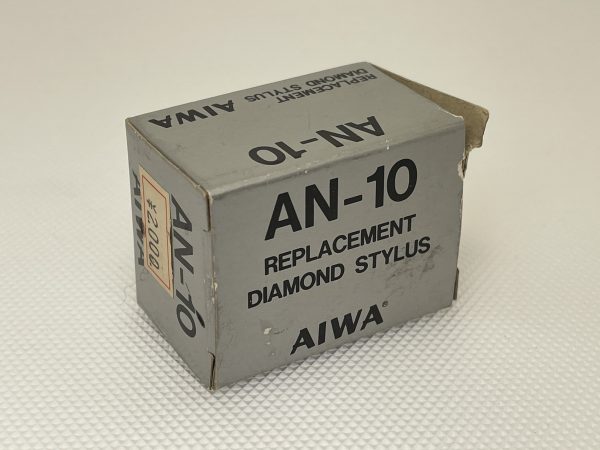 REPLACEMENT
DIAMOND STYLUS
AIWA
AN-10
AN-10
REPLACEMENT
DIAMOND STYLUS
AIWA®
AN-10
AIWA
¥2,000